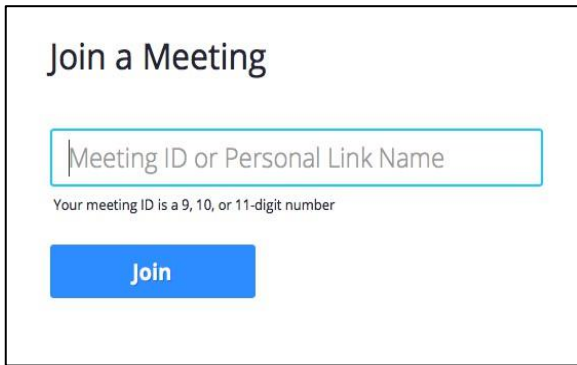 Join a Meeting
Meeting ID or Personal Link Name
Your meeting ID is a 9, 10, or 11-digit number
Join